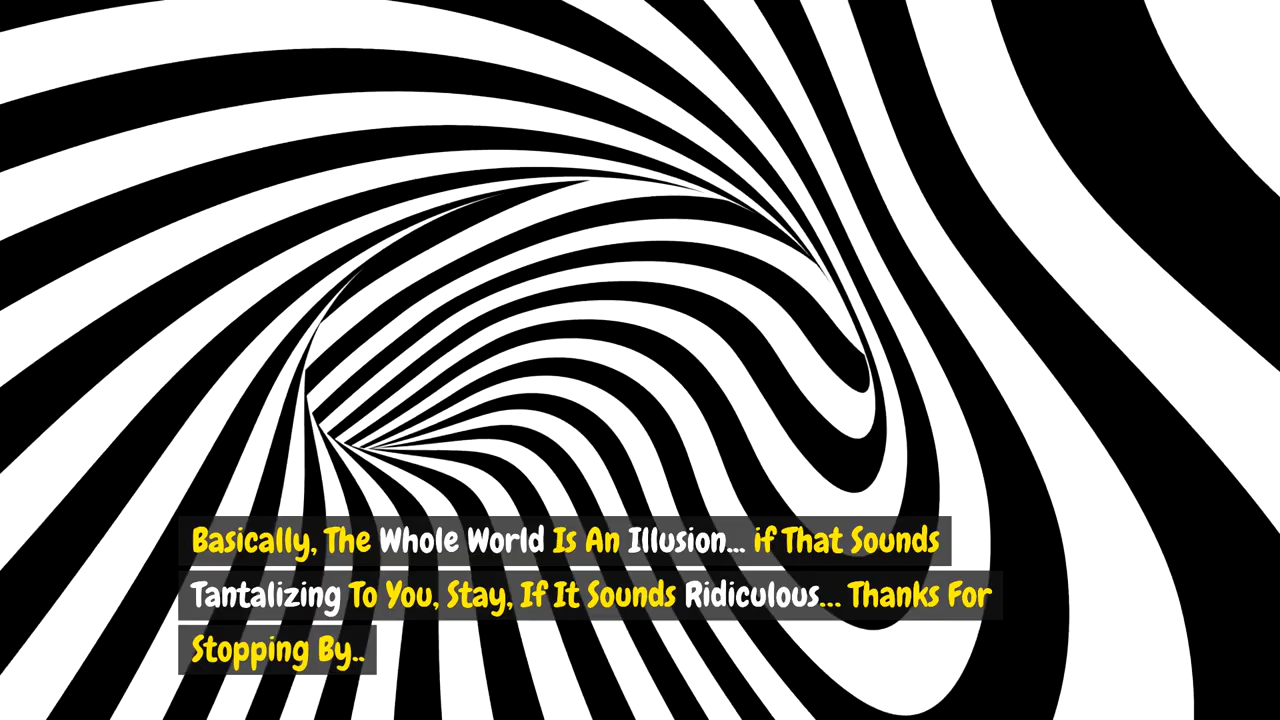 Basically, The Whole World Is An Illusion... if That Sounds
Tantalizing To You, Stay, If It Sounds Ridiculous... Thanks For
Stopping By..